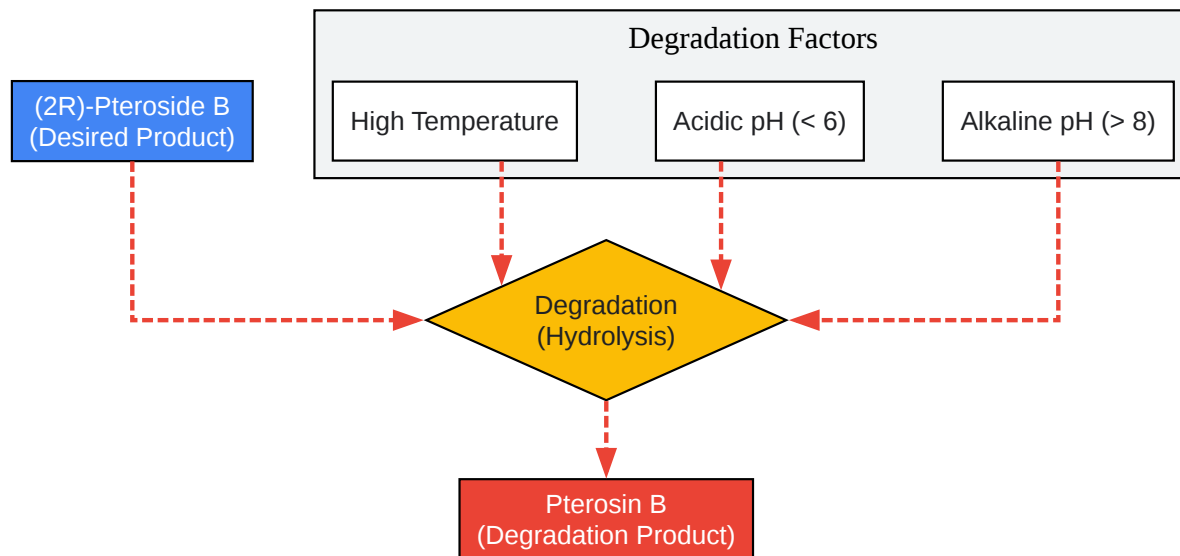 Degradation Factors
(2R)-Pteroside B
(Desired Product)
High Temperature
Acidic pH (< 6)
Alkaline pH (> 8)
Degradation
(Hydrolysis)
Pterosin B
(Degradation Product)